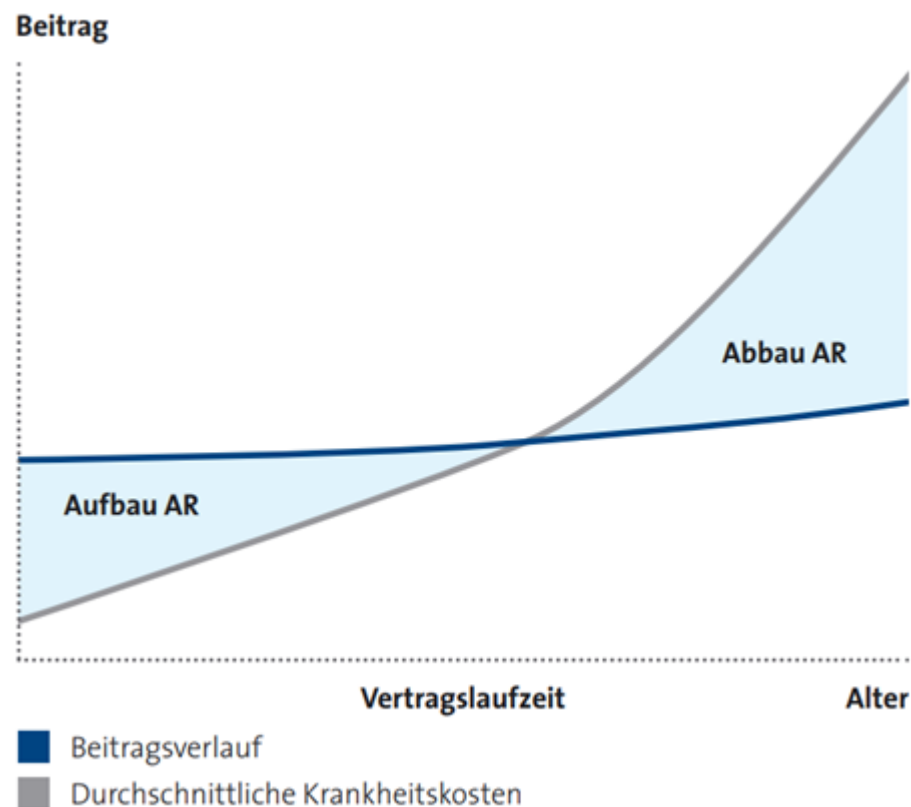 Beitrag
Abbau AR
Aufbau AR
Vertragslaufzeit Alter
Beitragsverlauf
Durchschnittliche Krankheitskosten